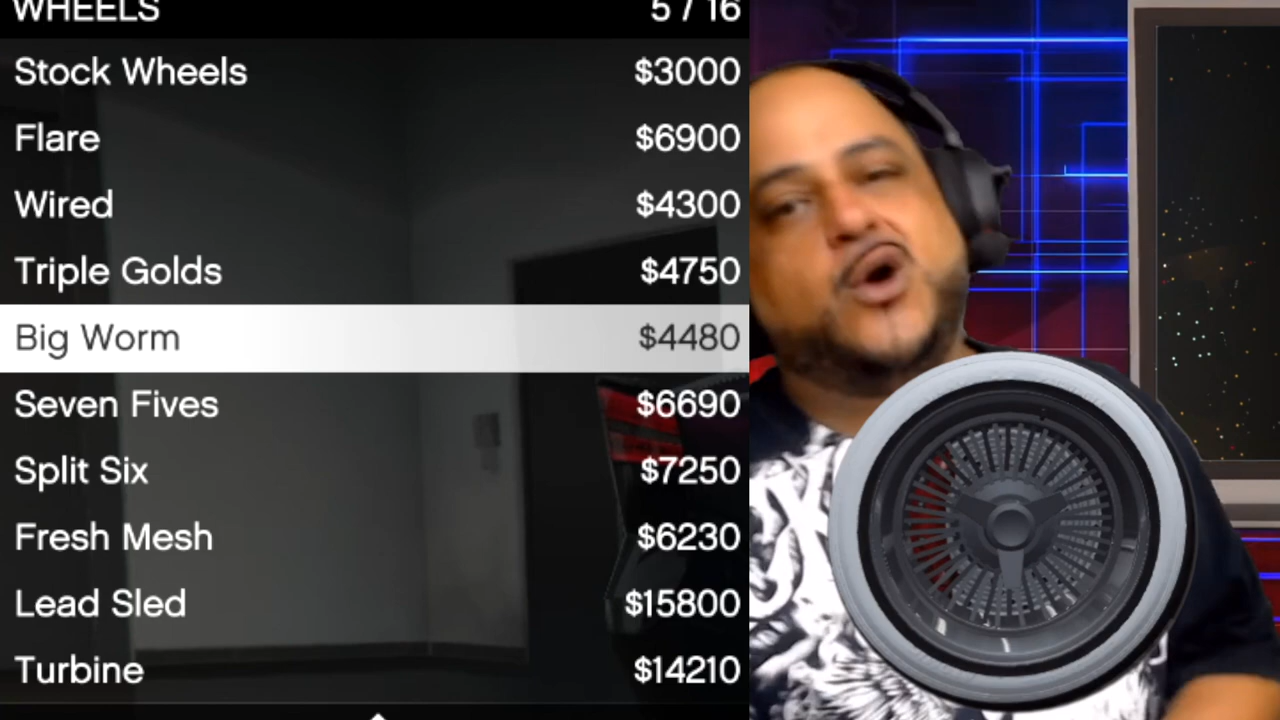 WHEELS 5 / 16
Stock Wheels $3000
Flare $6900
Wired $4300
Triple Golds $4750
Big Worm $4480
Seven Fives $6690
Split Six $7250
Fresh Mesh $6230
Lead Sled $15800
Turbine $14210